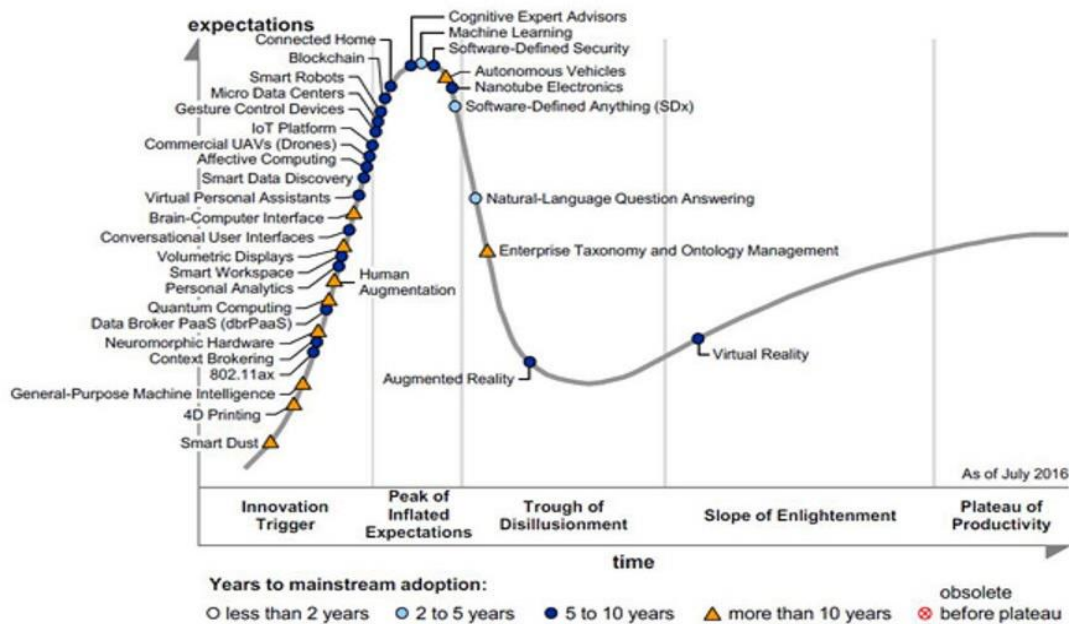 expectations
Cognitive Expert Advisors
Machine Learning
Software-Defined Security
Connected Home
Blockchain
Autonomous Vehicles
Smart Robots
Nanotube Electronics
Micro Data Centers
Software-Defined Anything (SDx)
Gesture Control Devices
IoT Platform
Commercial UAVs (Drones)
Affective Computing
Smart Data Discovery
Virtual Personal Assistants
Natural-Language Question Answering
Brain-Computer Interface
Conversational User Interfaces
Volumetric Displays
Enterprise Taxonomy and Ontology Management
Smart Workspace
Personal Analytics
Human
Augmentation
Quantum Computing
Data Broker PaaS (dbrPaaS)
Neuromorphic Hardware
Context Brokering
802.11ax
Virtual Reality
Augmented Reality
General-Purpose Machine Intelligence
4D Printing
Smart Dust
As of July 2016
Innovation
Trigger
Peak of
Inflated
Expectations
Trough of
Disillusionment
Slope of Enlightenment
Plateau of
Productivity
time
Years to mainstream adoption:
less than 2 years
2 to 5 years
5 to 10 years
more than 10 years
obsolete
before plateau